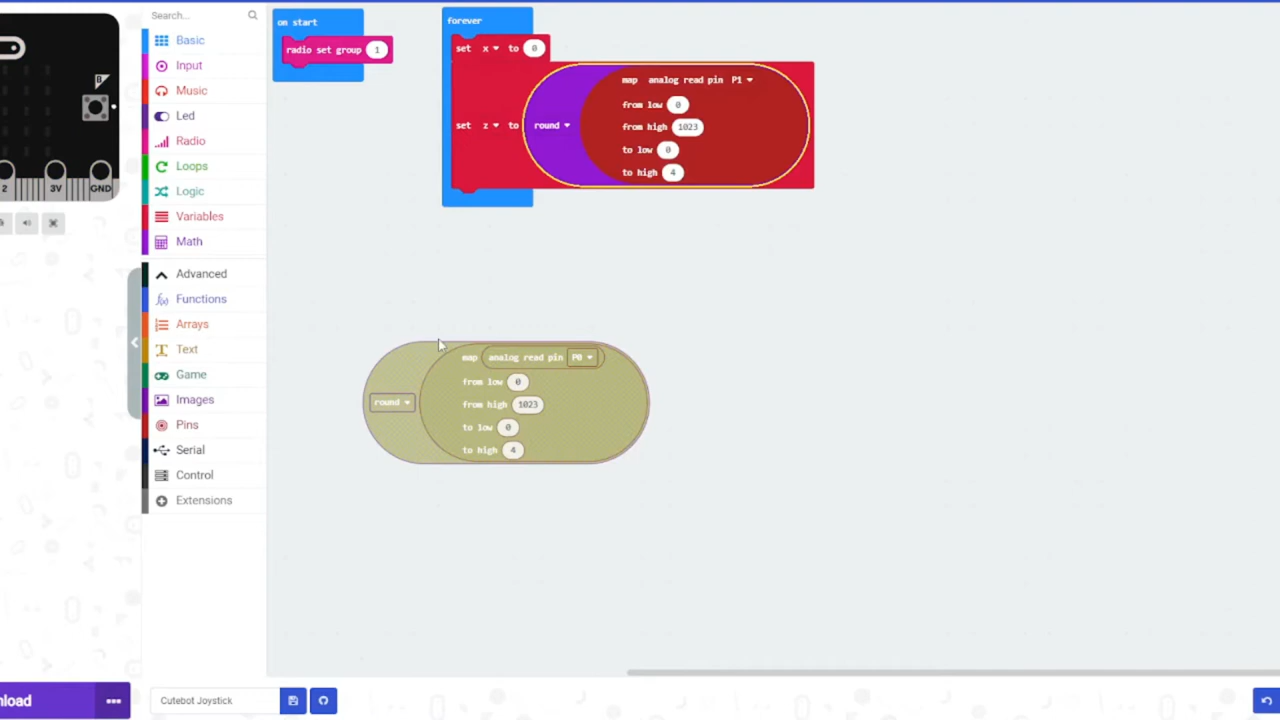 Search...
Basic
Input
Music
Led
Radio
Loops
Logic
Variables
Math
Advanced
Functions
Arrays
Text
Game
Images
Pins
Serial
Control
Extensions
B
2 3V GND
on start
radio set group 1
forever
set x to 0
set z to round map analog read pin P1
from low 0
from high 1023
to low 0
to high 4
round map analog read pin P0
from low 0
from high 1023
to low 0
to high 4
nload
Cutebot Joystick